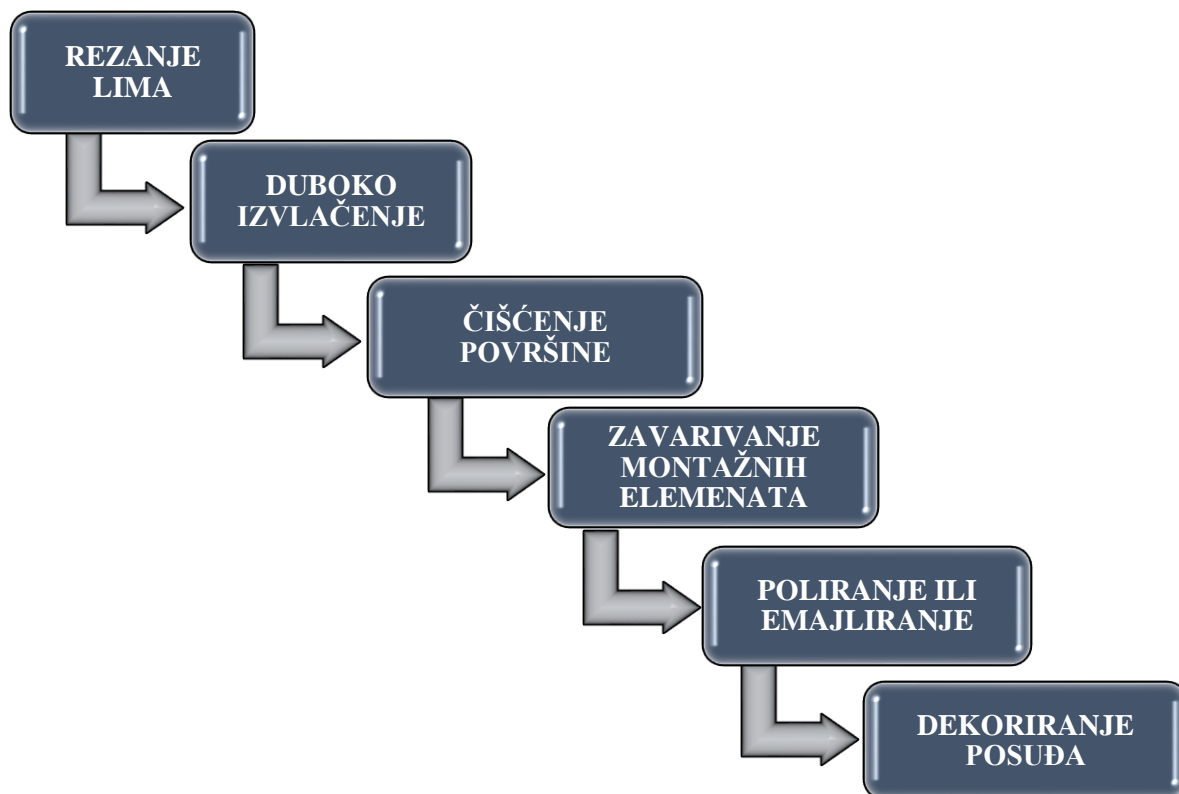 REZANJE
LIMA
DUBOKO
IZVLAČENJE
ČIŠĆENJE
POVRŠINE
ZAVARIVANJE
MONTAŽNIH
ELEMENATA
POLIRANJE ILI
EMAJLIRANJE
DEKORIRANJE
POSUĐA